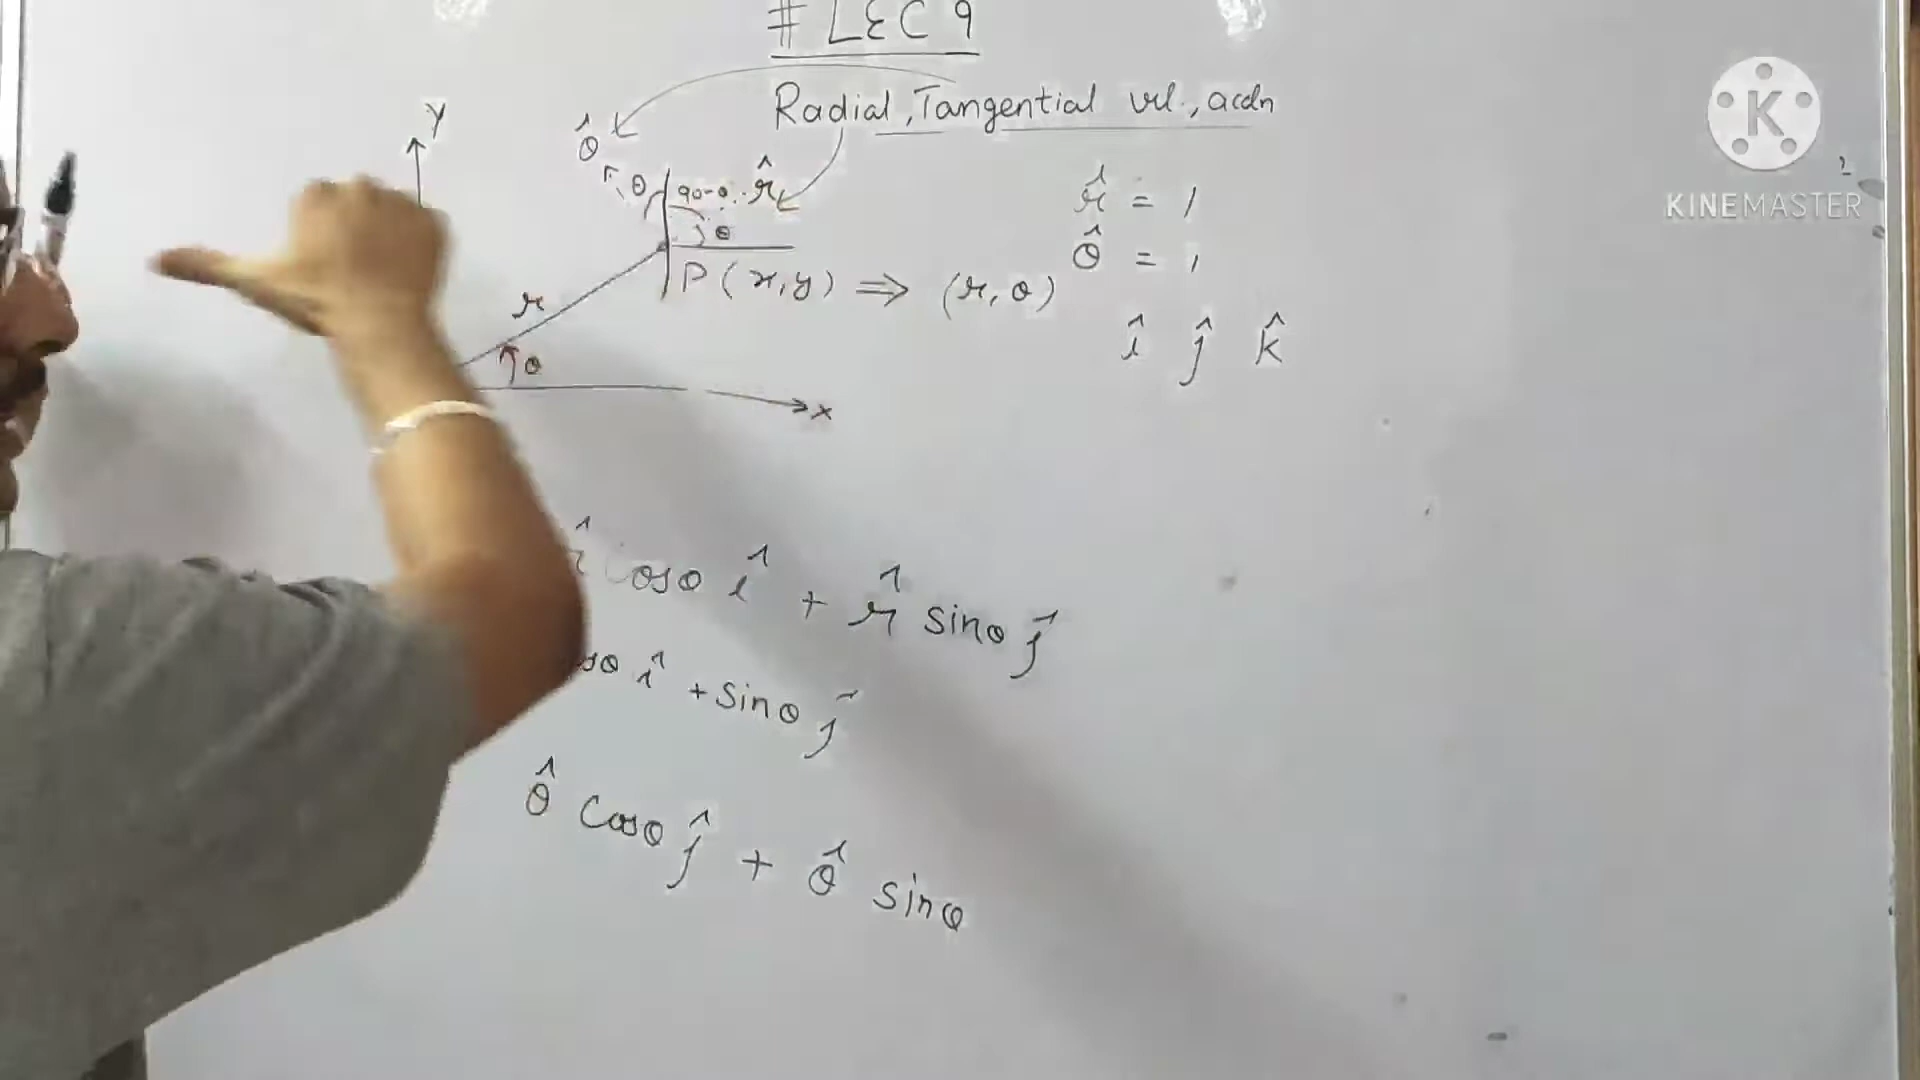 # LEC 9
Radial, Tangential vel., accln
y
θ̂
θ
90-θ
r̂
θ
r̂ = 1
θ̂ = 1
P(x,y) ⇒ (r,θ)
r
θ
x
î ĵ k̂
r̂ cosθ î + r̂ sinθ ĵ
î + sinθ ĵ
θ̂ cosθ ĵ + θ̂ sinθ
K
KINEMASTER